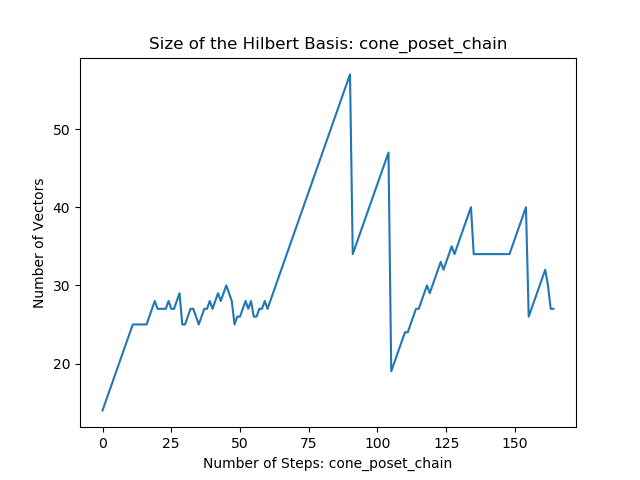 Size of the Hilbert Basis: cone_poset_chain
Number of Vectors
50
40
30
20
0 25 50 75 100 125 150
Number of Steps: cone_poset_chain